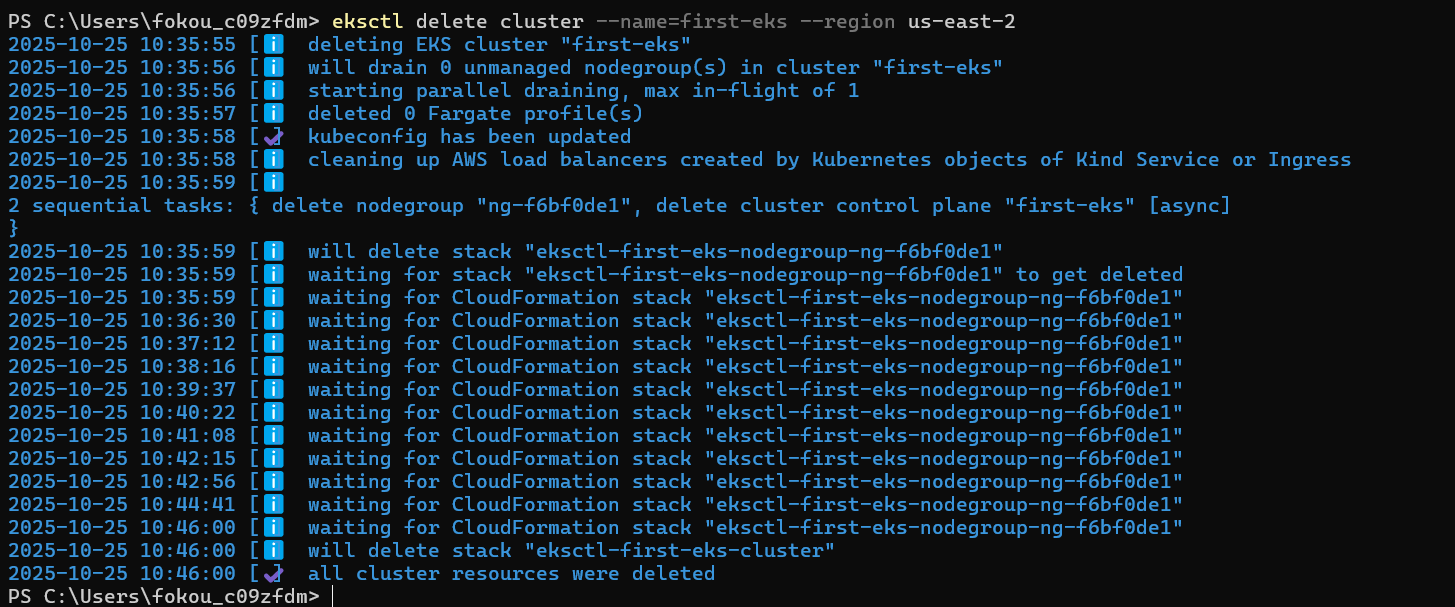 PS C:\Users\fokou_c09zfdm> eksctl delete cluster --name=first-eks --region us-east-2
2025-10-25 10:35:55 [ℹ]  deleting EKS cluster "first-eks"
2025-10-25 10:35:56 [ℹ]  will drain 0 unmanaged nodegroup(s) in cluster "first-eks"
2025-10-25 10:35:56 [ℹ]  starting parallel draining, max in-flight of 1
2025-10-25 10:35:57 [ℹ]  deleted 0 Fargate profile(s)
2025-10-25 10:35:58 [✔]  kubeconfig has been updated
2025-10-25 10:35:58 [ℹ]  cleaning up AWS load balancers created by Kubernetes objects of Kind Service or Ingress
2025-10-25 10:35:59 [ℹ]
2 sequential tasks: { delete nodegroup "ng-f6bf0de1", delete cluster control plane "first-eks" [async]
}
2025-10-25 10:35:59 [ℹ]  will delete stack "eksctl-first-eks-nodegroup-ng-f6bf0de1"
2025-10-25 10:35:59 [ℹ]  waiting for stack "eksctl-first-eks-nodegroup-ng-f6bf0de1" to get deleted
2025-10-25 10:35:59 [ℹ]  waiting for CloudFormation stack "eksctl-first-eks-nodegroup-ng-f6bf0de1"
2025-10-25 10:36:30 [ℹ]  waiting for CloudFormation stack "eksctl-first-eks-nodegroup-ng-f6bf0de1"
2025-10-25 10:37:12 [ℹ]  waiting for CloudFormation stack "eksctl-first-eks-nodegroup-ng-f6bf0de1"
2025-10-25 10:38:16 [ℹ]  waiting for CloudFormation stack "eksctl-first-eks-nodegroup-ng-f6bf0de1"
2025-10-25 10:39:37 [ℹ]  waiting for CloudFormation stack "eksctl-first-eks-nodegroup-ng-f6bf0de1"
2025-10-25 10:40:22 [ℹ]  waiting for CloudFormation stack "eksctl-first-eks-nodegroup-ng-f6bf0de1"
2025-10-25 10:41:08 [ℹ]  waiting for CloudFormation stack "eksctl-first-eks-nodegroup-ng-f6bf0de1"
2025-10-25 10:42:15 [ℹ]  waiting for CloudFormation stack "eksctl-first-eks-nodegroup-ng-f6bf0de1"
2025-10-25 10:42:56 [ℹ]  waiting for CloudFormation stack "eksctl-first-eks-nodegroup-ng-f6bf0de1"
2025-10-25 10:44:41 [ℹ]  waiting for CloudFormation stack "eksctl-first-eks-nodegroup-ng-f6bf0de1"
2025-10-25 10:46:00 [ℹ]  waiting for CloudFormation stack "eksctl-first-eks-nodegroup-ng-f6bf0de1"
2025-10-25 10:46:00 [ℹ]  will delete stack "eksctl-first-eks-cluster"
2025-10-25 10:46:00 [✔]  all cluster resources were deleted
PS C:\Users\fokou_c09zfdm>